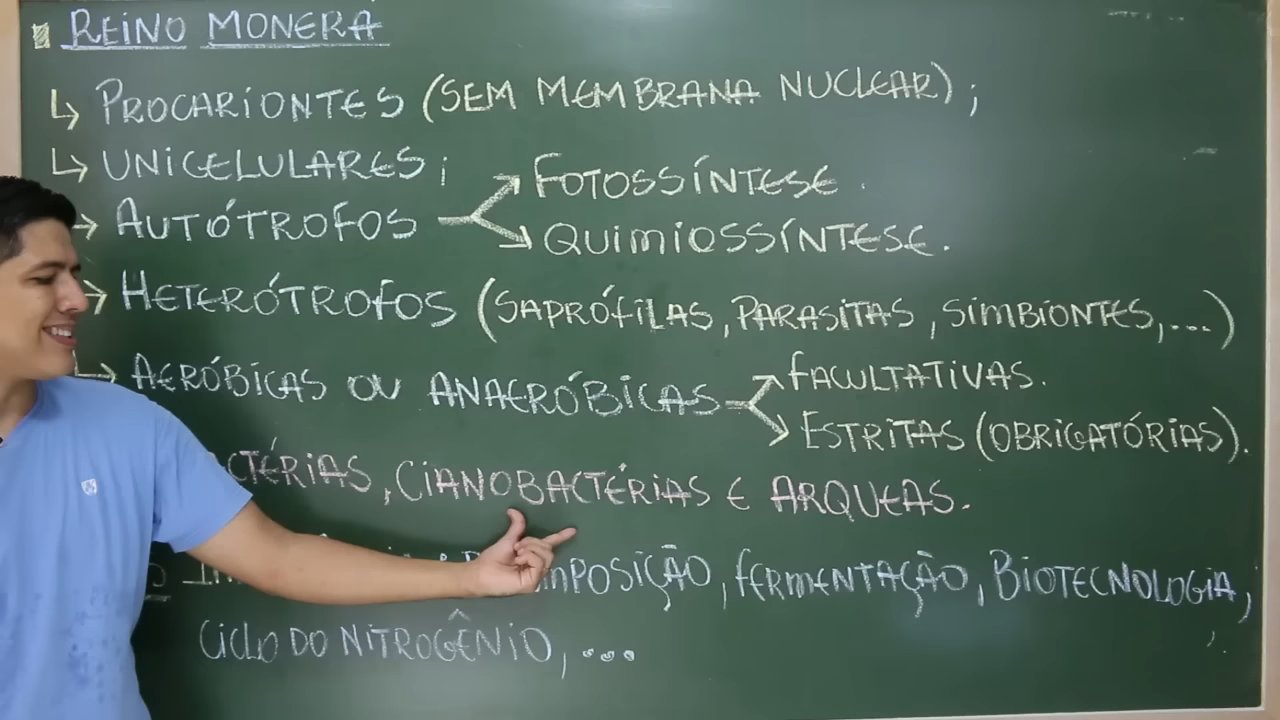 REINO MONERA
↳ PROCARIONTES (SEM MEMBRANA NUCLEAR);
↳ UNICELULARES;
AUTÓTROFOS → FOTOSSÍNTESE.
→ QUIMIOSSÍNTESE.
HETERÓTROFOS (SAPRÓFILAS, PARASITAS, SIMBIONTES,...)
↳ AERÓBICAS OU ANAERÓBICAS → FACULTATIVAS.
→ ESTRITAS (OBRIGATÓRIAS).
CTÉRIAS, CIANOBACTÉRIAS E ARQUEAS.
MPOSIÇÃO, FERMENTAÇÃO, BIOTECNOLOGIA,
CICLO DO NITROGÊNIO, ...